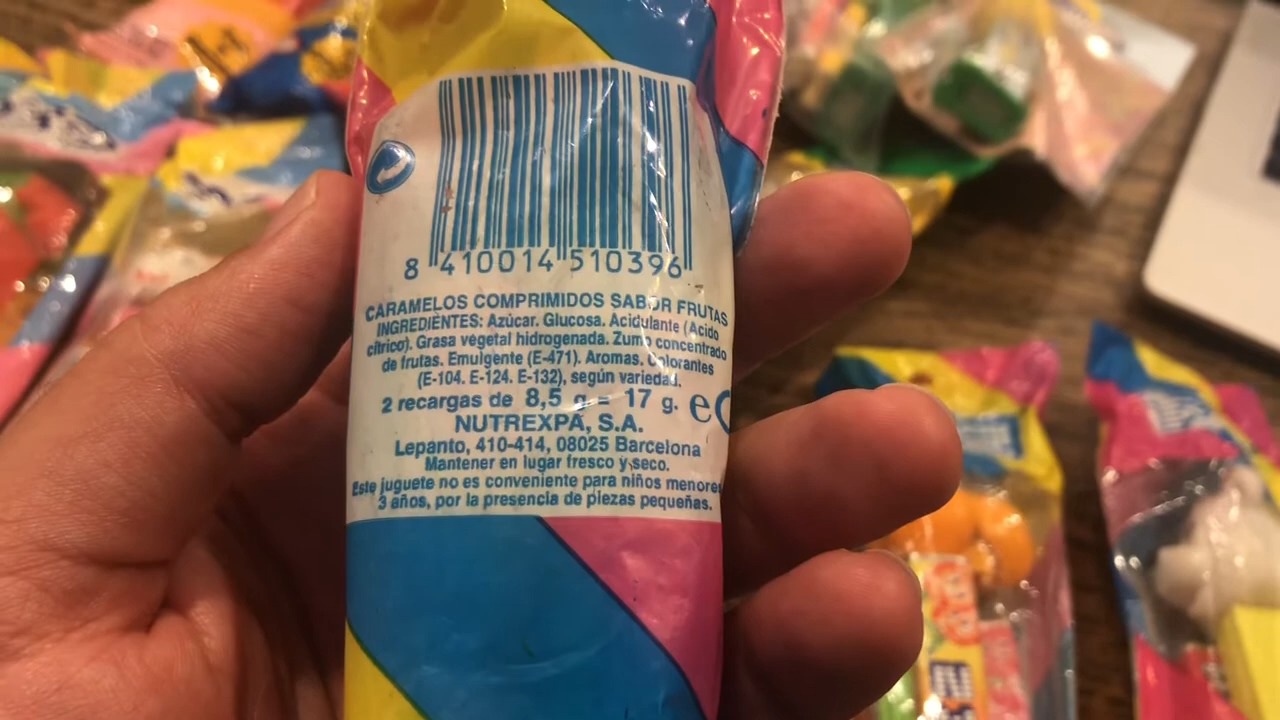 8 410014 510396
CARAMELOS COMPRIMIDOS SABOR FRUTAS
INGREDIENTES: Azúcar. Glucosa. Acidulante (Acido
cítrico). Grasa vegetal hidrogenada. Zumo concentrado
de frutas. Emulgente (E-471). Aromas. Colorantes
(E-104. E-124. E-132), según variedad.
2 recargas de 8,5 g. = 17 g. e
NUTREXPA, S.A.
Lepanto, 410-414, 08025 Barcelona
Mantener en lugar fresco y seco.
Este juguete no es conveniente para niños menores
3 años, por la presencia de piezas pequeñas.